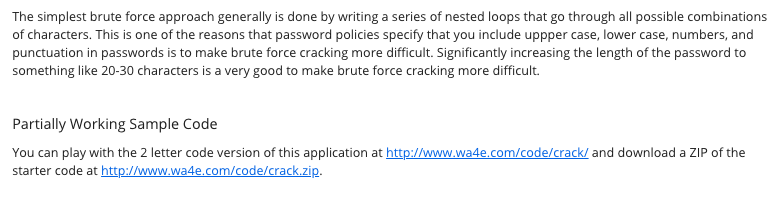 The simplest brute force approach generally is done by writing a series of nested loops that go through all possible combinations
of characters. This is one of the reasons that password policies specify that you include uppper case, lower case, numbers, and
punctuation in passwords is to make brute force cracking more difficult. Significantly increasing the length of the password to
something like 20-30 characters is a very good to make brute force cracking more difficult.
Partially Working Sample Code
You can play with the 2 letter code version of this application at http://www.wa4e.com/code/crack/ and download a ZIP of the
starter code at http://www.wa4e.com/code/crack.zip.